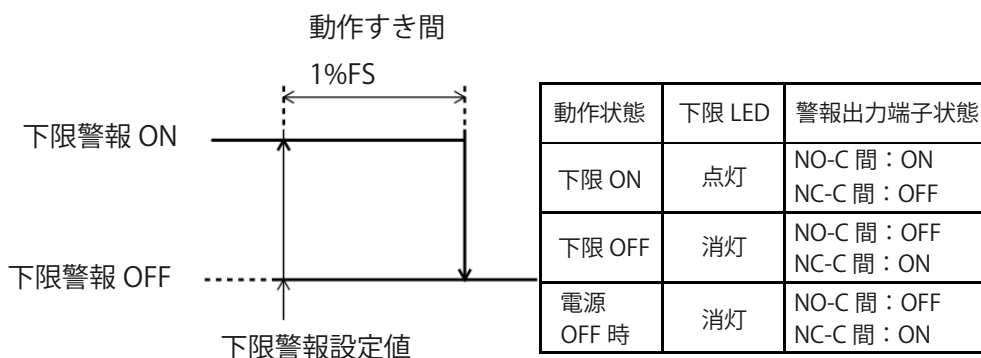 動作すき間
1%FS
下限警報 ON
下限警報 OFF
下限警報設定値
動作状態 下限 LED 警報出力端子状態
下限 ON 点灯 NO-C 間：ON
NC-C 間：OFF
下限 OFF 消灯 NO-C 間：OFF
NC-C 間：ON
電源
OFF 時 消灯 NO-C 間：OFF
NC-C 間：ON